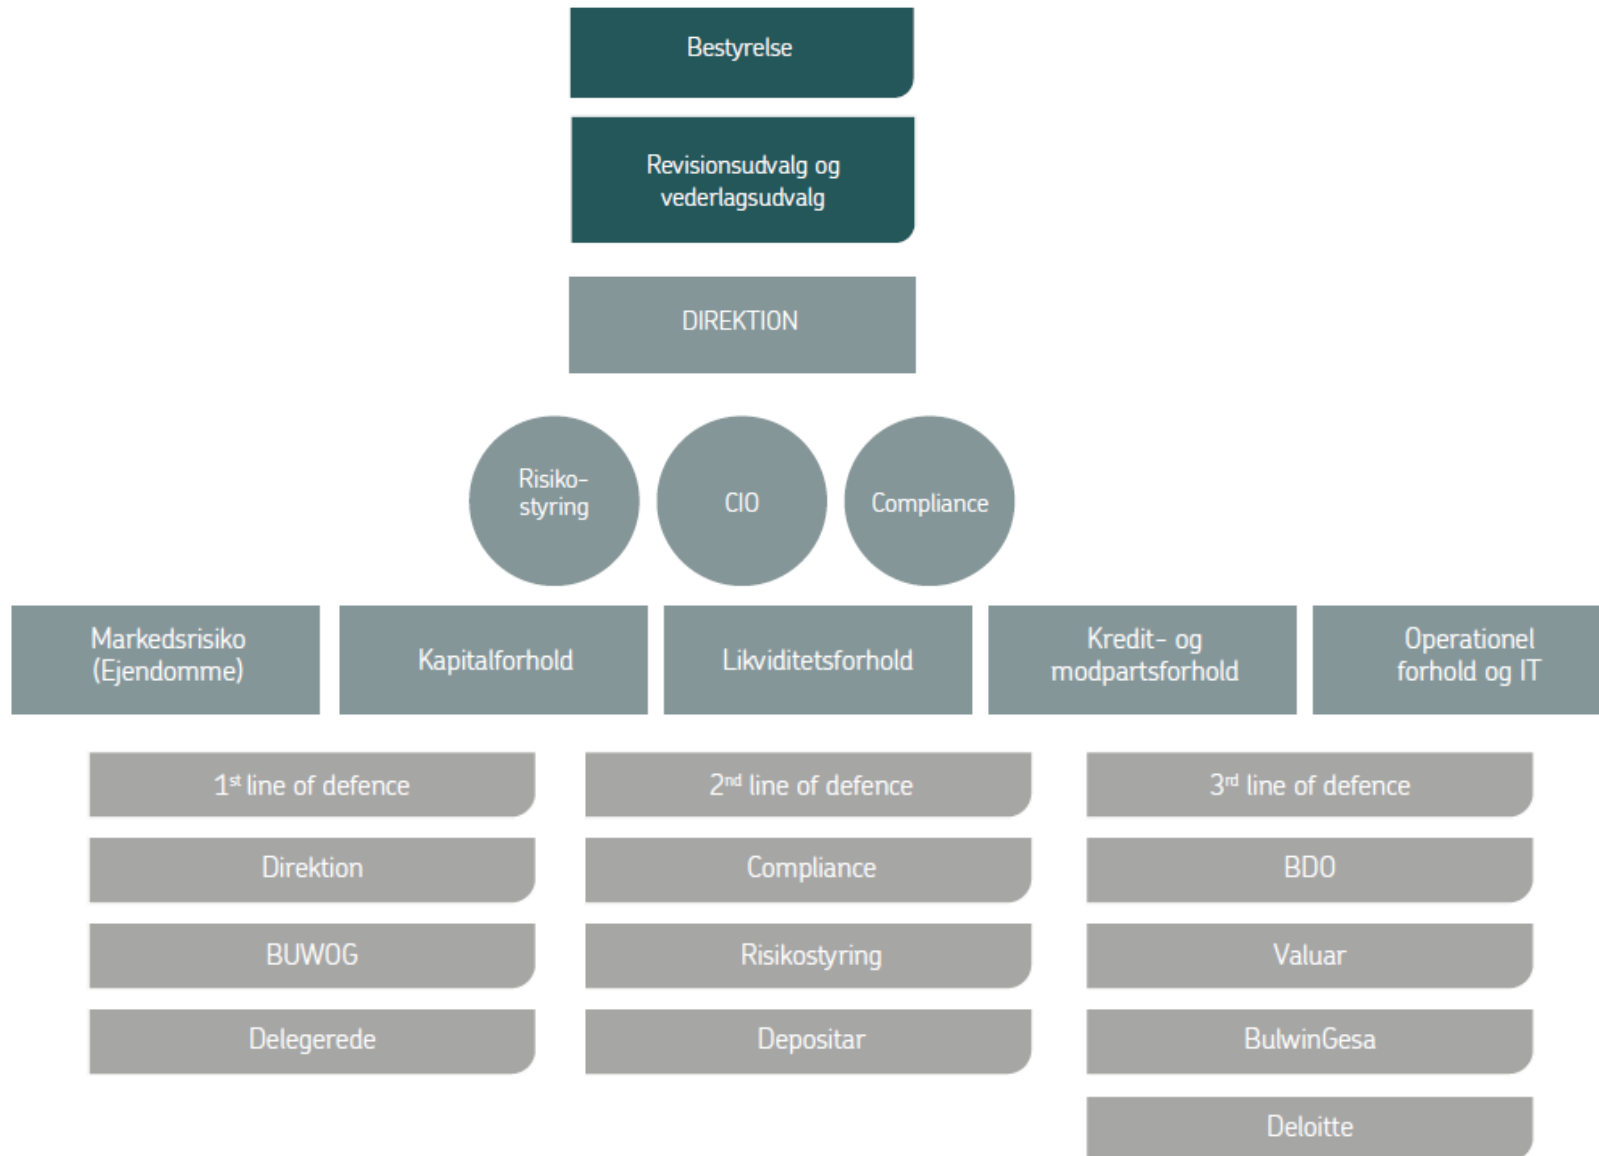 Bestyrelse
Revisionsudvalg og
vederlagsudvalg
DIREKTION
Risiko-
styring
CIO
Compliance
Markedsrisiko
(Ejendomme)
Kapitalforhold
Likviditetsforhold
Kredit- og
modpartsforhold
Operationel
forhold og IT
1st line of defence
2nd line of defence
3rd line of defence
Direktion
Compliance
BDO
BUWOG
Risikostyring
Valuar
Delegerede
Depositar
BulwinGesa
Deloitte